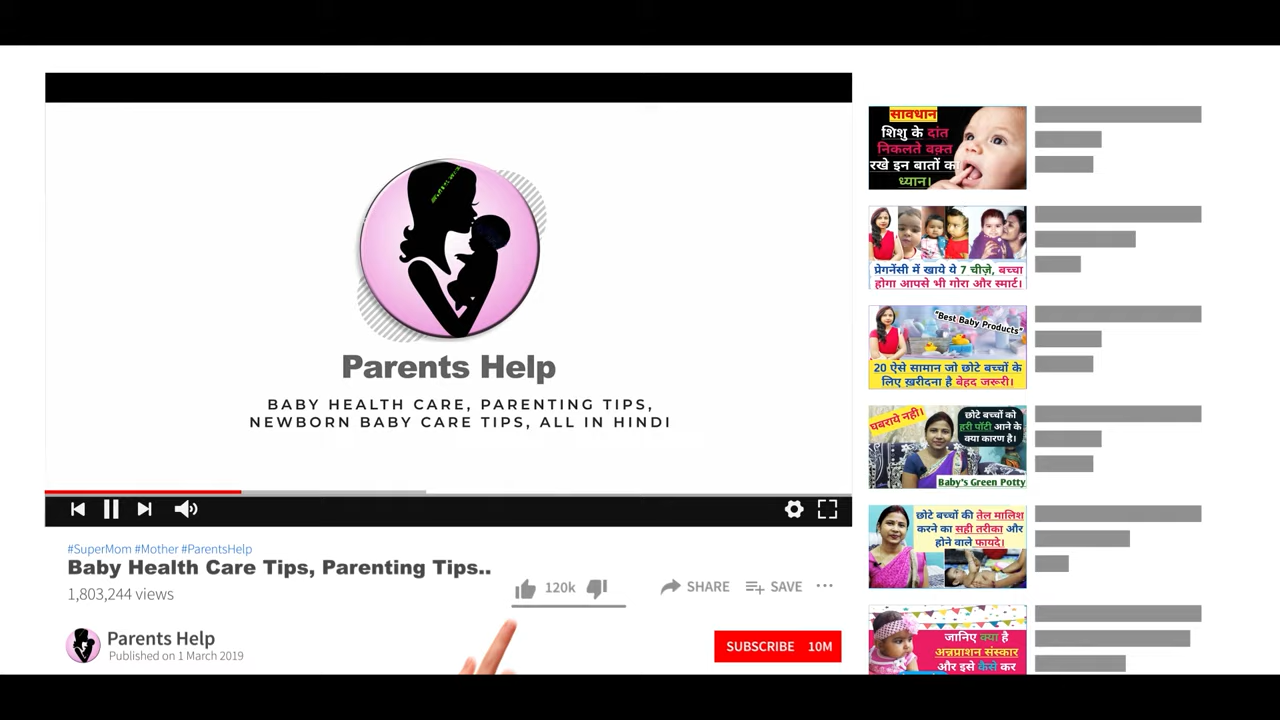 Parents Help
BABY HEALTH CARE, PARENTING TIPS,
NEWBORN BABY CARE TIPS, ALL IN HINDI
#SuperMom #Mother #ParentsHelp
Baby Health Care Tips, Parenting Tips..
1,803,244 views
120k
SHARE
SAVE
Parents Help
Published on 1 March 2019
SUBSCRIBE 10M
सावधान
शिशु के दांत
निकलते वक़्त
रखे इन बातों का
ध्यान।
प्रेगनेंसी में खाये ये 7 चीज़े, बच्चा
होगा आपसे भी गोरा और स्मार्ट।
"Best Baby Products"
20 ऐसे सामान जो छोटे बच्चों के
लिए ख़रीदना है बेहद जरूरी।
घबराये नहीं।
छोटे बच्चों को
हरी पॉटी आने के
क्या कारण है।
Baby's Green Potty
छोटे बच्चों की तेल मालिश
करने का सही तरीका और
होने वाले फायदे।
जानिए क्या है
अन्नप्राशन संस्कार
और इसे कैसे कर